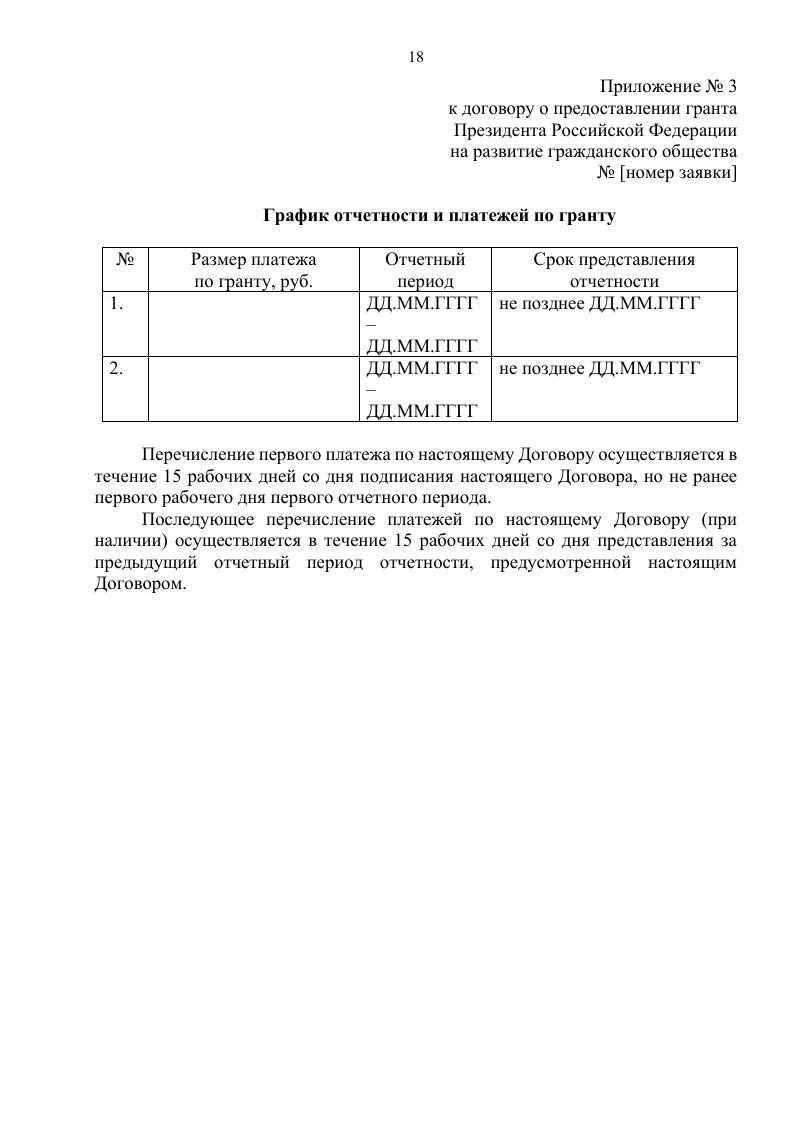 18
Приложение № 3
к договору о предоставлении гранта
Президента Российской Федерации
на развитие гражданского общества
№ [номер заявки]
График отчетности и платежей по гранту
№ Размер платежа Отчетный Срок представления
по гранту, руб. период отчетности
1. ДД.ММ.ГГГГ не позднее ДД.ММ.ГГГГ
–
ДД.ММ.ГГГГ
2. ДД.ММ.ГГГГ не позднее ДД.ММ.ГГГГ
–
ДД.ММ.ГГГГ
Перечисление первого платежа по настоящему Договору осуществляется в
течение 15 рабочих дней со дня подписания настоящего Договора, но не ранее
первого рабочего дня первого отчетного периода.
Последующее перечисление платежей по настоящему Договору (при
наличии) осуществляется в течение 15 рабочих дней со дня представления за
предыдущий отчетный период отчетности, предусмотренной настоящим
Договором.